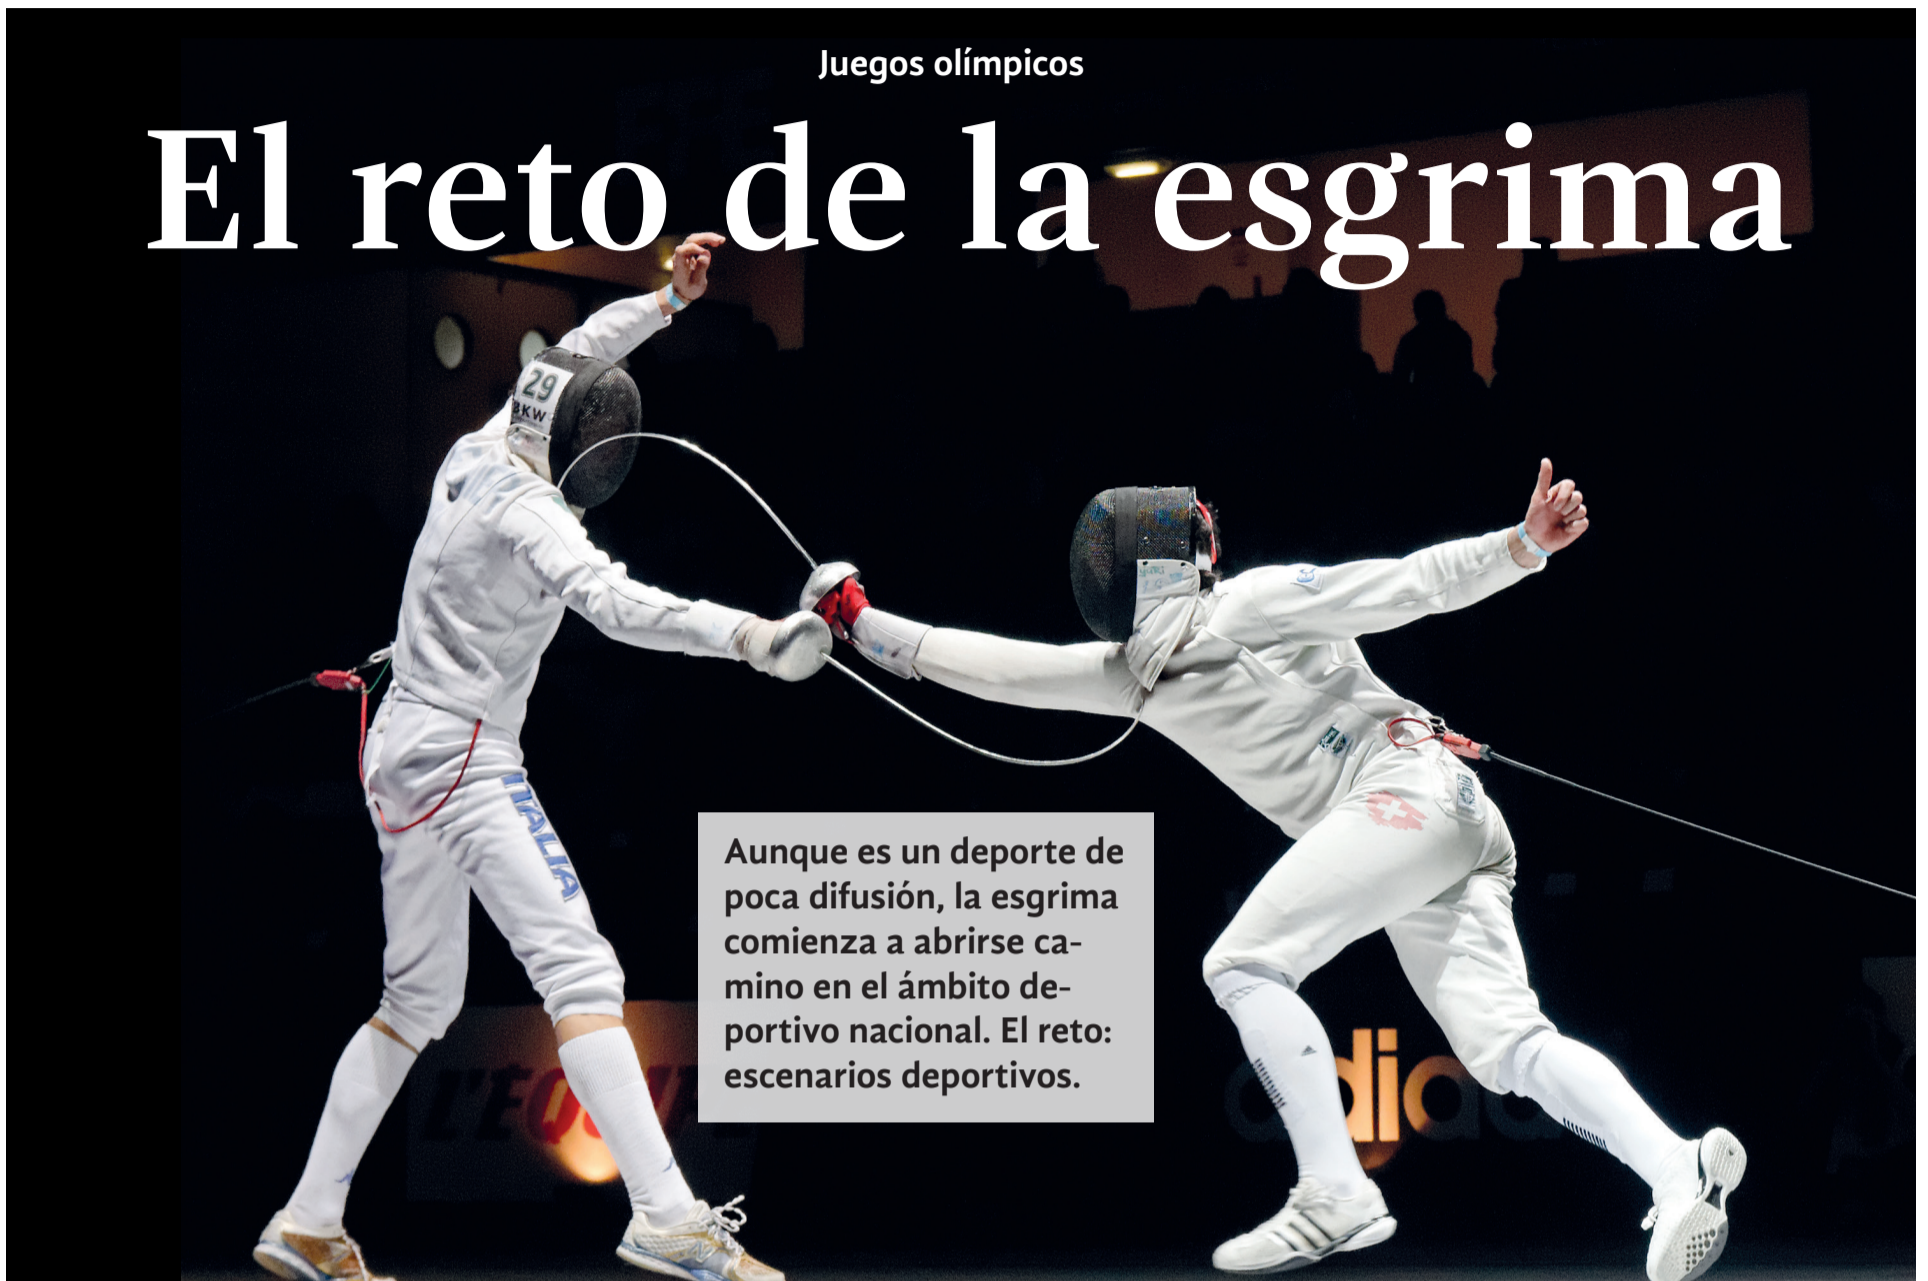 Juegos olímpicos
El reto de la esgrima
29
BKW
ITALIA
Aunque es un deporte de
poca difusión, la esgrima
comienza a abrirse ca-
mino en el ámbito de-
portivo nacional. El reto:
escenarios deportivos.